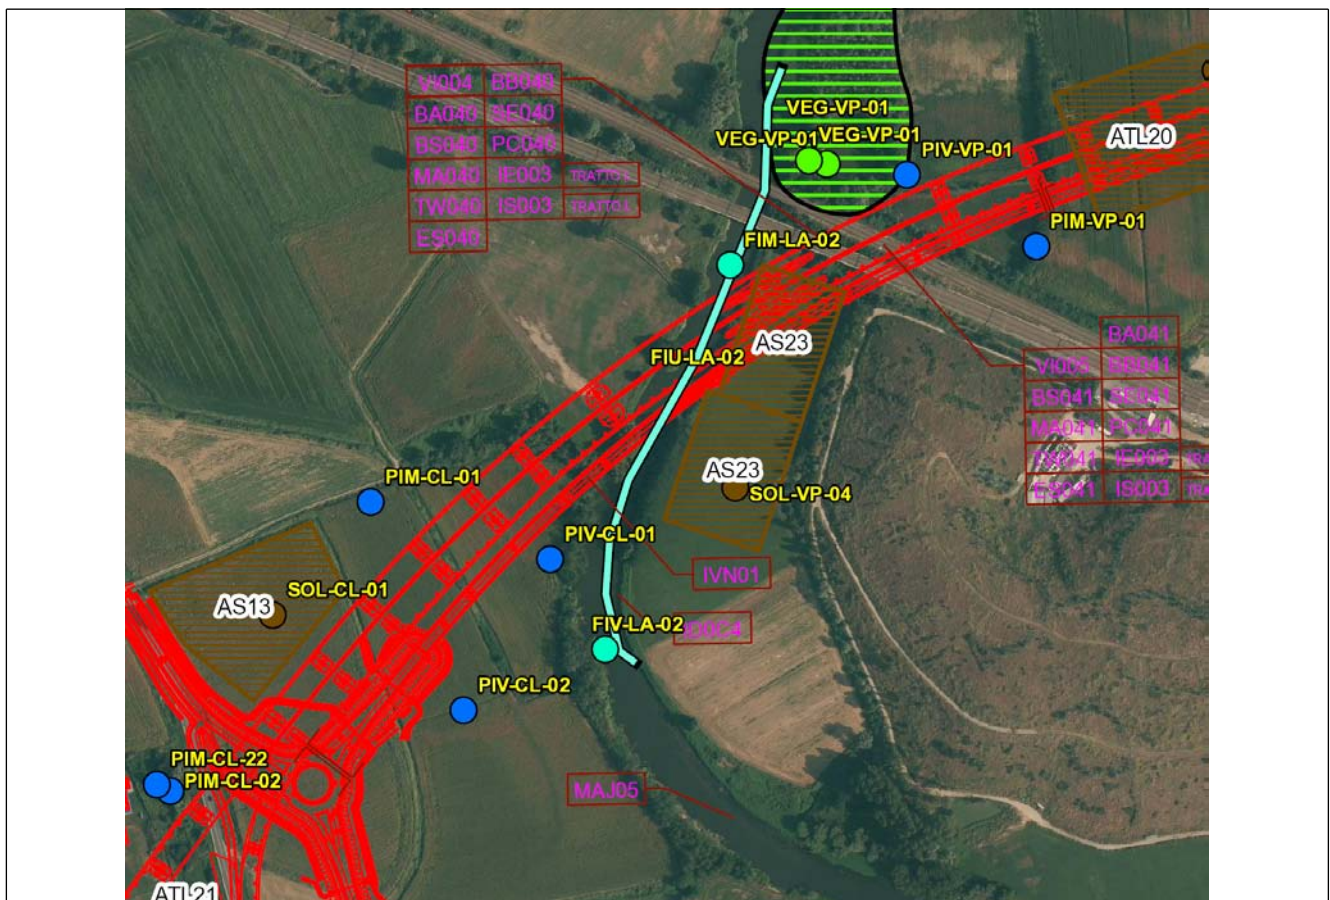 VI004 BB040
BA040 SE040
BS040 PC040
MA040 IE003 TRATTO L
TW040 IS003 TRATTO L
ES040
VEG-VP-01
VEG-VP-01 VEG-VP-01
PIV-VP-01
ATL20
PIM-VP-01
FIM-LA-02
AS23
FIU-LA-02
BA041
VI005
BS041 SE041
MA041 PC041
IE003
ES041 IS003
AS23
SOL-VP-04
PIM-CL-01
PIV-CL-01
IVN01
SOL-CL-01
AS13
FIV-LA-02
PIV-CL-02
PIM-CL-22
PIM-CL-02
MAJ05
ATL21